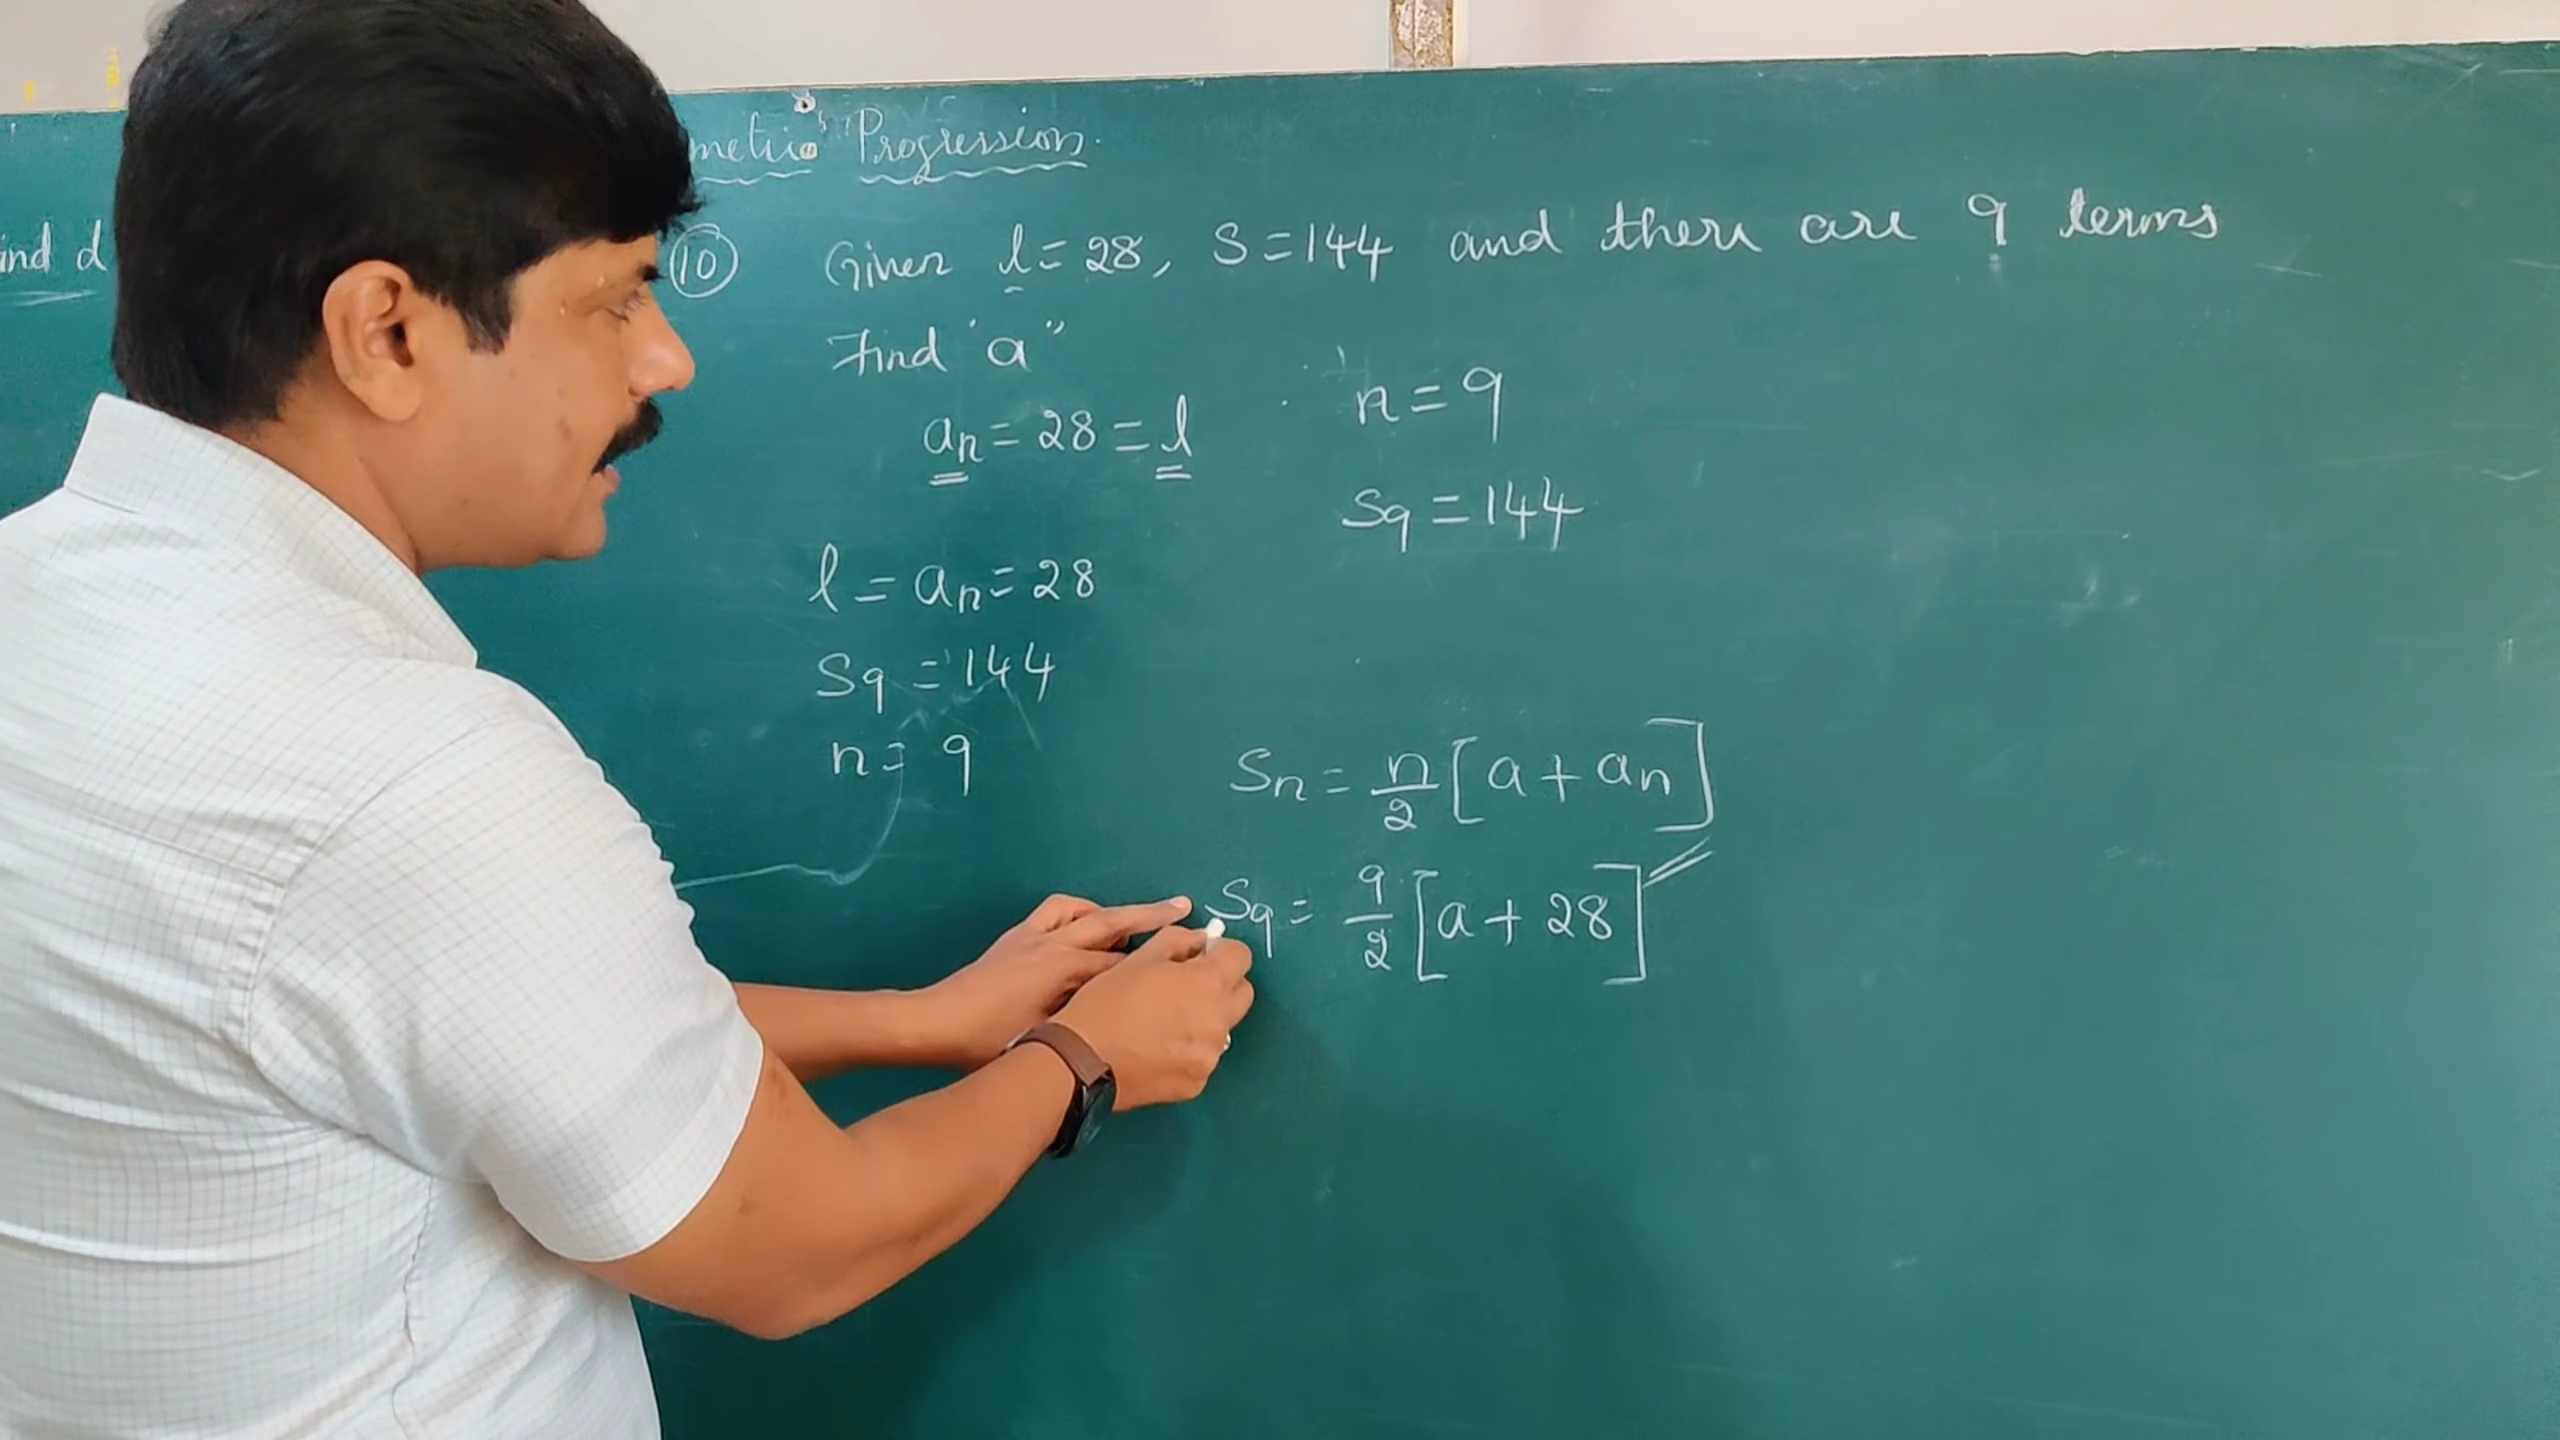 metic Progression.
ind d
10 Given l = 28, S = 144 and there are 9 terms
Find "a"
an = 28 = l
n = 9
S9 = 144
l = an = 28
S9 = 144
n = 9
Sn = n/2 [a + an]
S9 = 9/2 [a + 28]